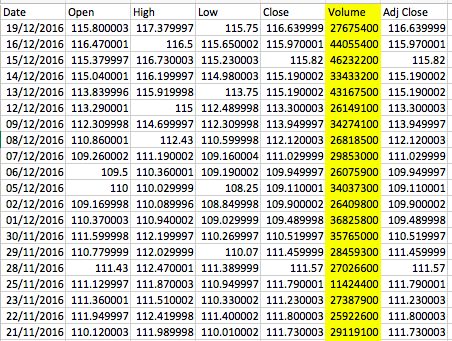 Date Open High Low Close Volume Adj Close
19/12/2016 115.800003 117.379997 115.75 116.639999 27675400 116.639999
16/12/2016 116.470001 116.5 115.650002 115.970001 44055400 115.970001
15/12/2016 115.379997 116.730003 115.230003 115.82 46232200 115.82
14/12/2016 115.040001 116.199997 114.980003 115.190002 33433200 115.190002
13/12/2016 113.839996 115.919998 113.75 115.190002 43167500 115.190002
12/12/2016 113.290001 115 112.489998 113.300003 26149100 113.300003
09/12/2016 112.309998 114.699997 112.309998 113.949997 34274100 113.949997
08/12/2016 110.860001 112.43 110.599998 112.120003 26818500 112.120003
07/12/2016 109.260002 111.190002 109.160004 111.029999 29853000 111.029999
06/12/2016 109.5 110.360001 109.190002 109.949997 26075900 109.949997
05/12/2016 110 110.029999 108.25 109.110001 34037300 109.110001
02/12/2016 109.169998 110.089996 108.849998 109.900002 26409800 109.900002
01/12/2016 110.370003 110.940002 109.029999 109.489998 36825800 109.489998
30/11/2016 111.599998 112.199997 110.269997 110.519997 35765000 110.519997
29/11/2016 110.779999 112.029999 110.07 111.459999 28459300 111.459999
28/11/2016 111.43 112.470001 111.389999 111.57 27026600 111.57
25/11/2016 111.129997 111.870003 110.949997 111.790001 11424400 111.790001
23/11/2016 111.360001 111.510002 110.330002 111.230003 27387900 111.230003
22/11/2016 111.949997 112.419998 111.400002 111.800003 25922600 111.800003
21/11/2016 110.120003 111.989998 110.010002 111.730003 29119100 111.730003